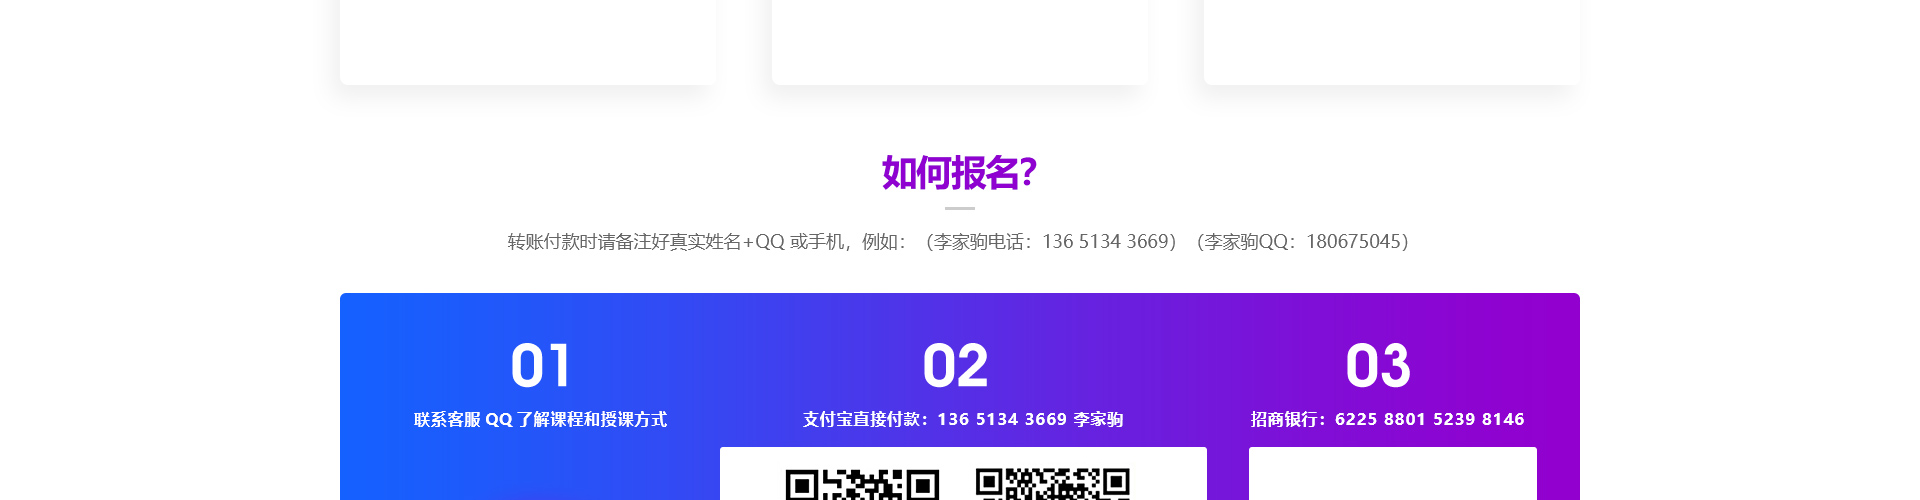 如何报名？
转账付款时请备注好真实姓名+QQ 或手机，例如：（李家驹电话：136 5134 3669）（李家驹QQ：180675045）
01
02
03
联系客服 QQ 了解课程和授课方式
支付宝直接付款：136 5134 3669 李家驹
招商银行：6225 8801 5239 8146